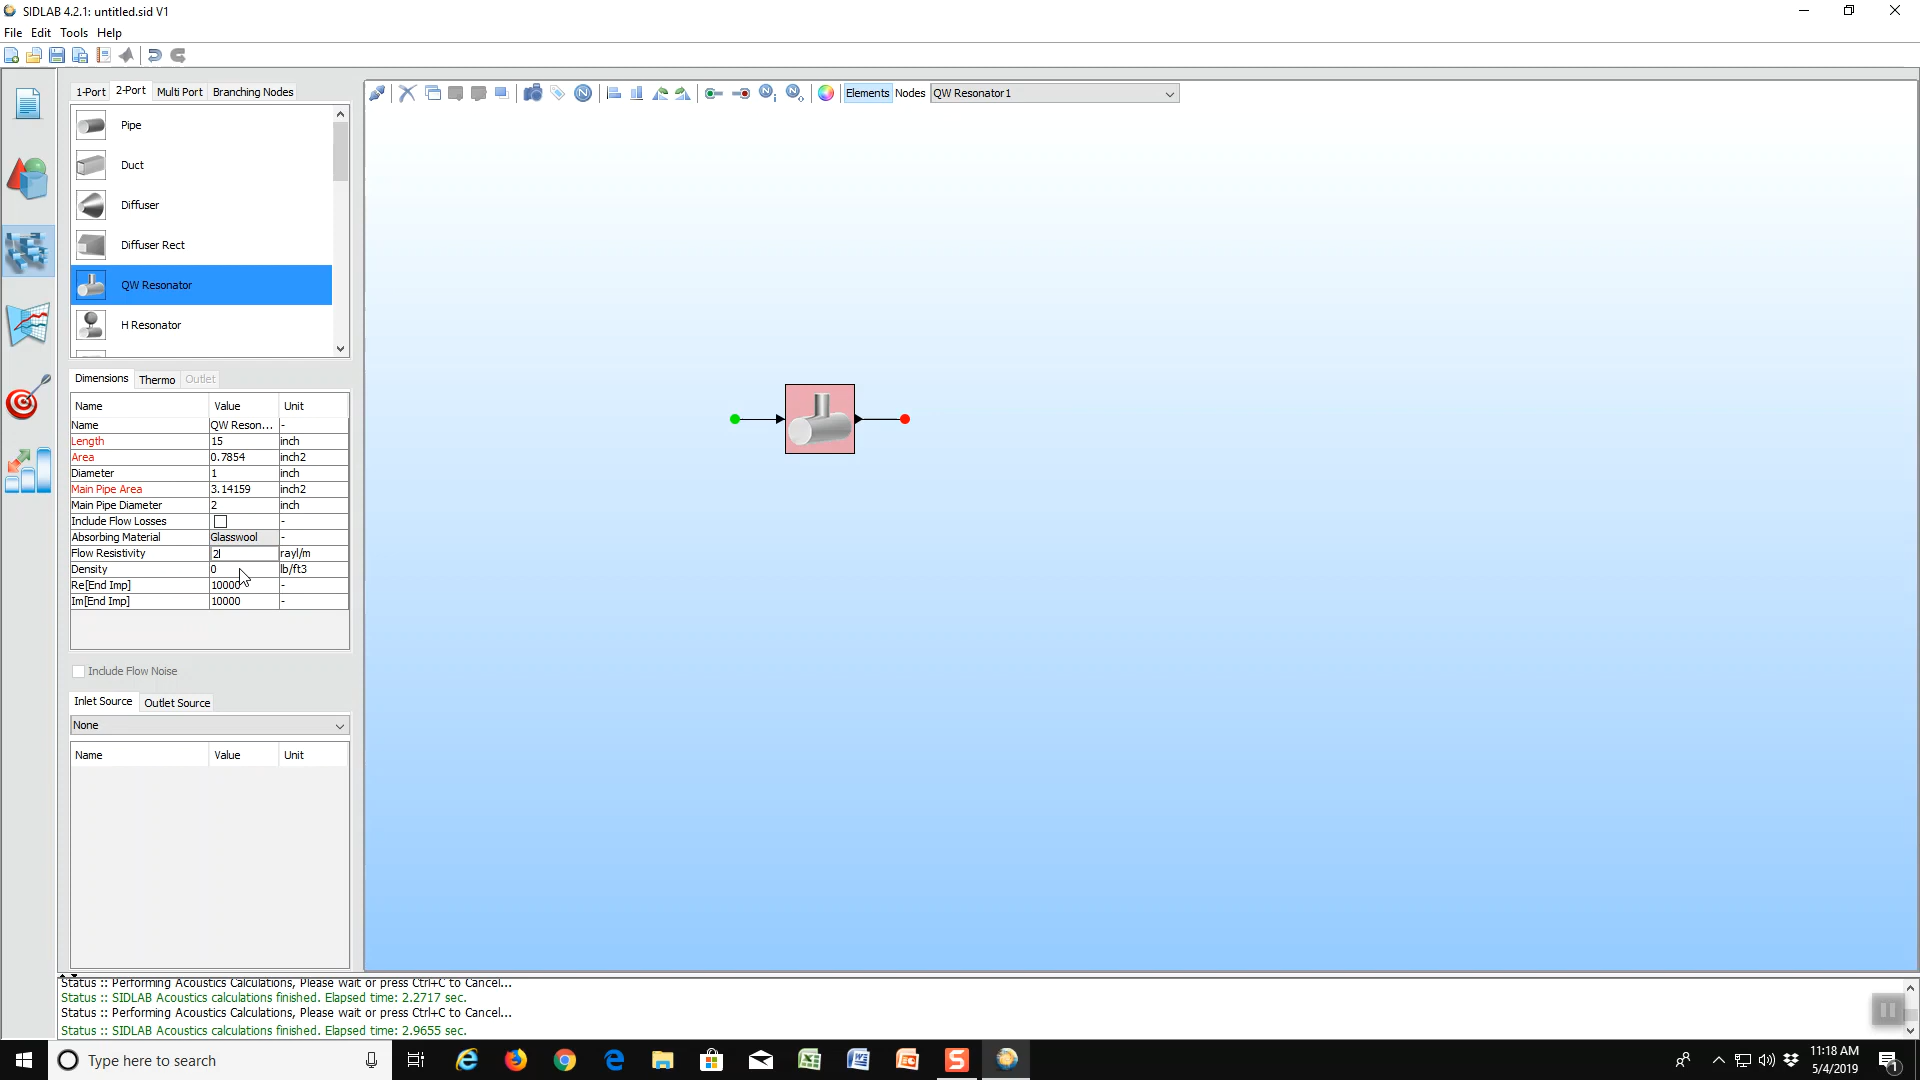 SIDLAB 4.2.1: untitled.sid V1
File Edit Tools Help
1-Port 2-Port Multi Port Branching Nodes
Elements Nodes QW Resonator1
Pipe
Duct
Diffuser
Diffuser Rect
QW Resonator
H Resonator
Dimensions Thermo Outlet
Name Value Unit
Name QW Reson... -
Length 15 inch
Area 0.7854 inch2
Diameter 1 inch
Main Pipe Area 3.14159 inch2
Main Pipe Diameter 2 inch
Include Flow Losses -
Absorbing Material Glasswool -
Flow Resistivity 2 rayl/m
Density 0 lb/ft3
Re[End Imp] 10000 -
Im[End Imp] 10000 -
Include Flow Noise
Inlet Source Outlet Source
None
Name Value Unit
Status :: Performing Acoustics Calculations, Please wait or press Ctrl+C to Cancel...
Status :: SIDLAB Acoustics calculations finished. Elapsed time: 2.2717 sec.
Status :: Performing Acoustics Calculations, Please wait or press Ctrl+C to Cancel...
Status :: SIDLAB Acoustics calculations finished. Elapsed time: 2.9655 sec.
Type here to search
11:18 AM
5/4/2019
1